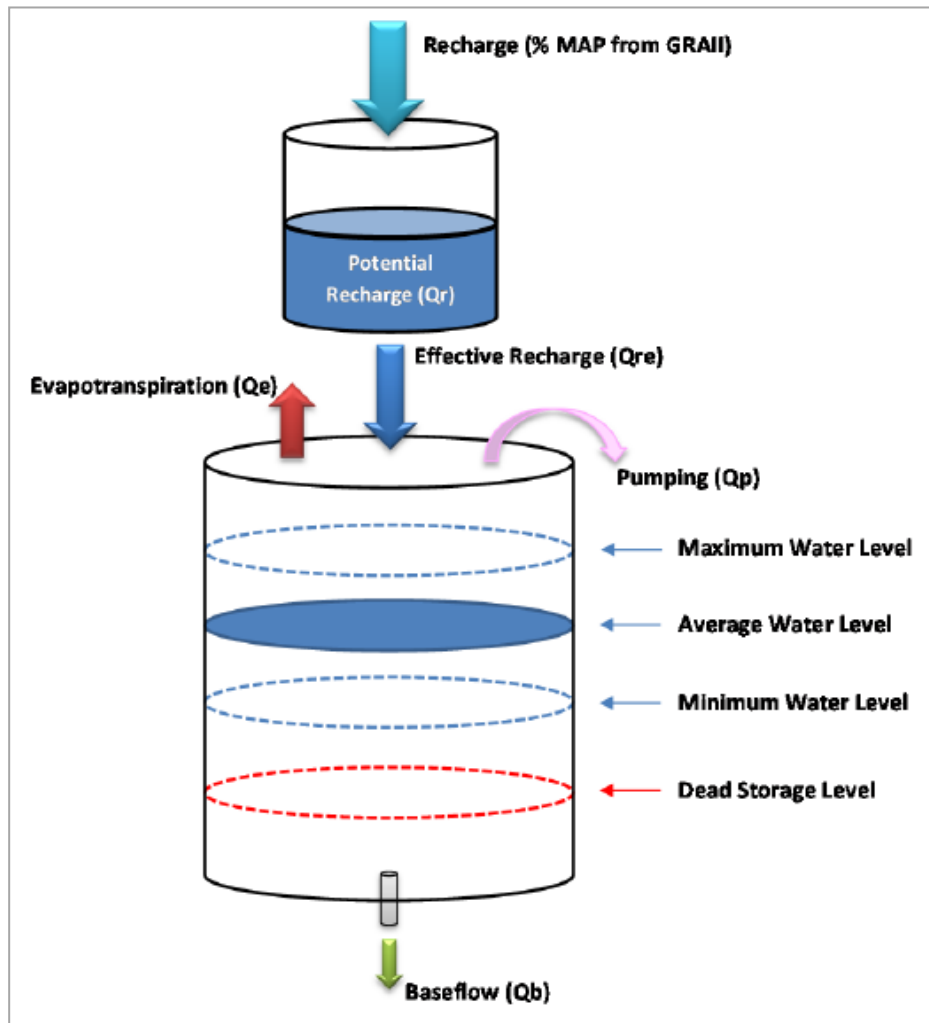 Recharge (% MAP from GRAII)
Potential
Recharge (Qr)
Effective Recharge (Qre)
Evapotranspiration (Qe)
Pumping (Qp)
Maximum Water Level
Average Water Level
Minimum Water Level
Dead Storage Level
Baseflow (Qb)